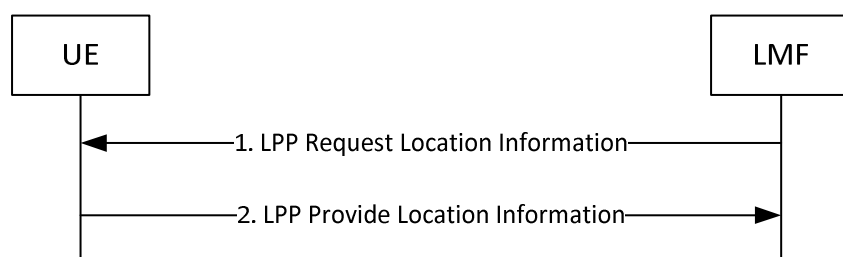 UE
LMF
1. LPP Request Location Information
2. LPP Provide Location Information